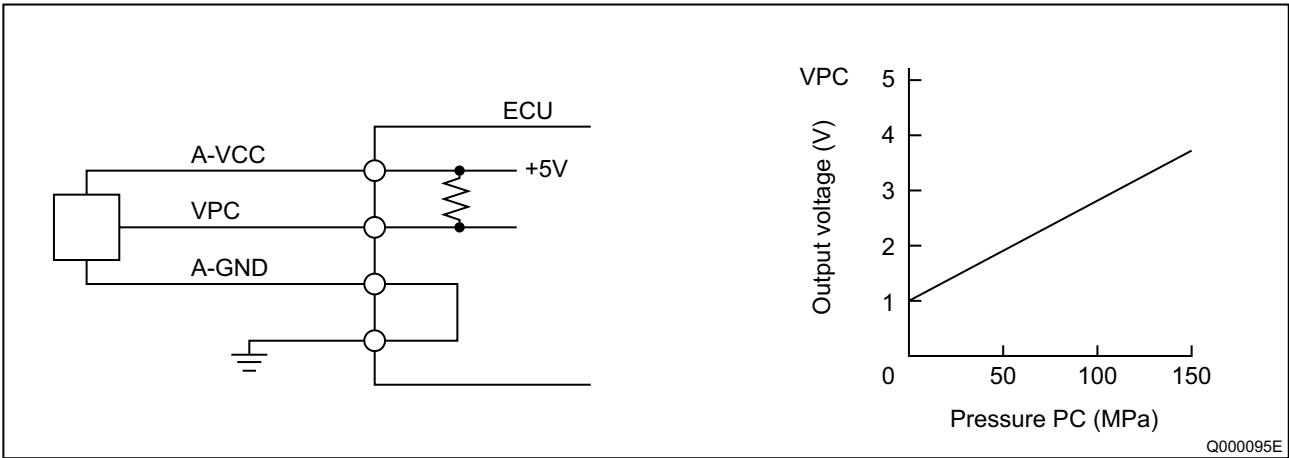 ECU
A-VCC
+5V
VPC
A-GND
VPC
Output voltage (V)
5
4
3
2
1
0
50
100
150
Pressure PC (MPa)
Q000095E